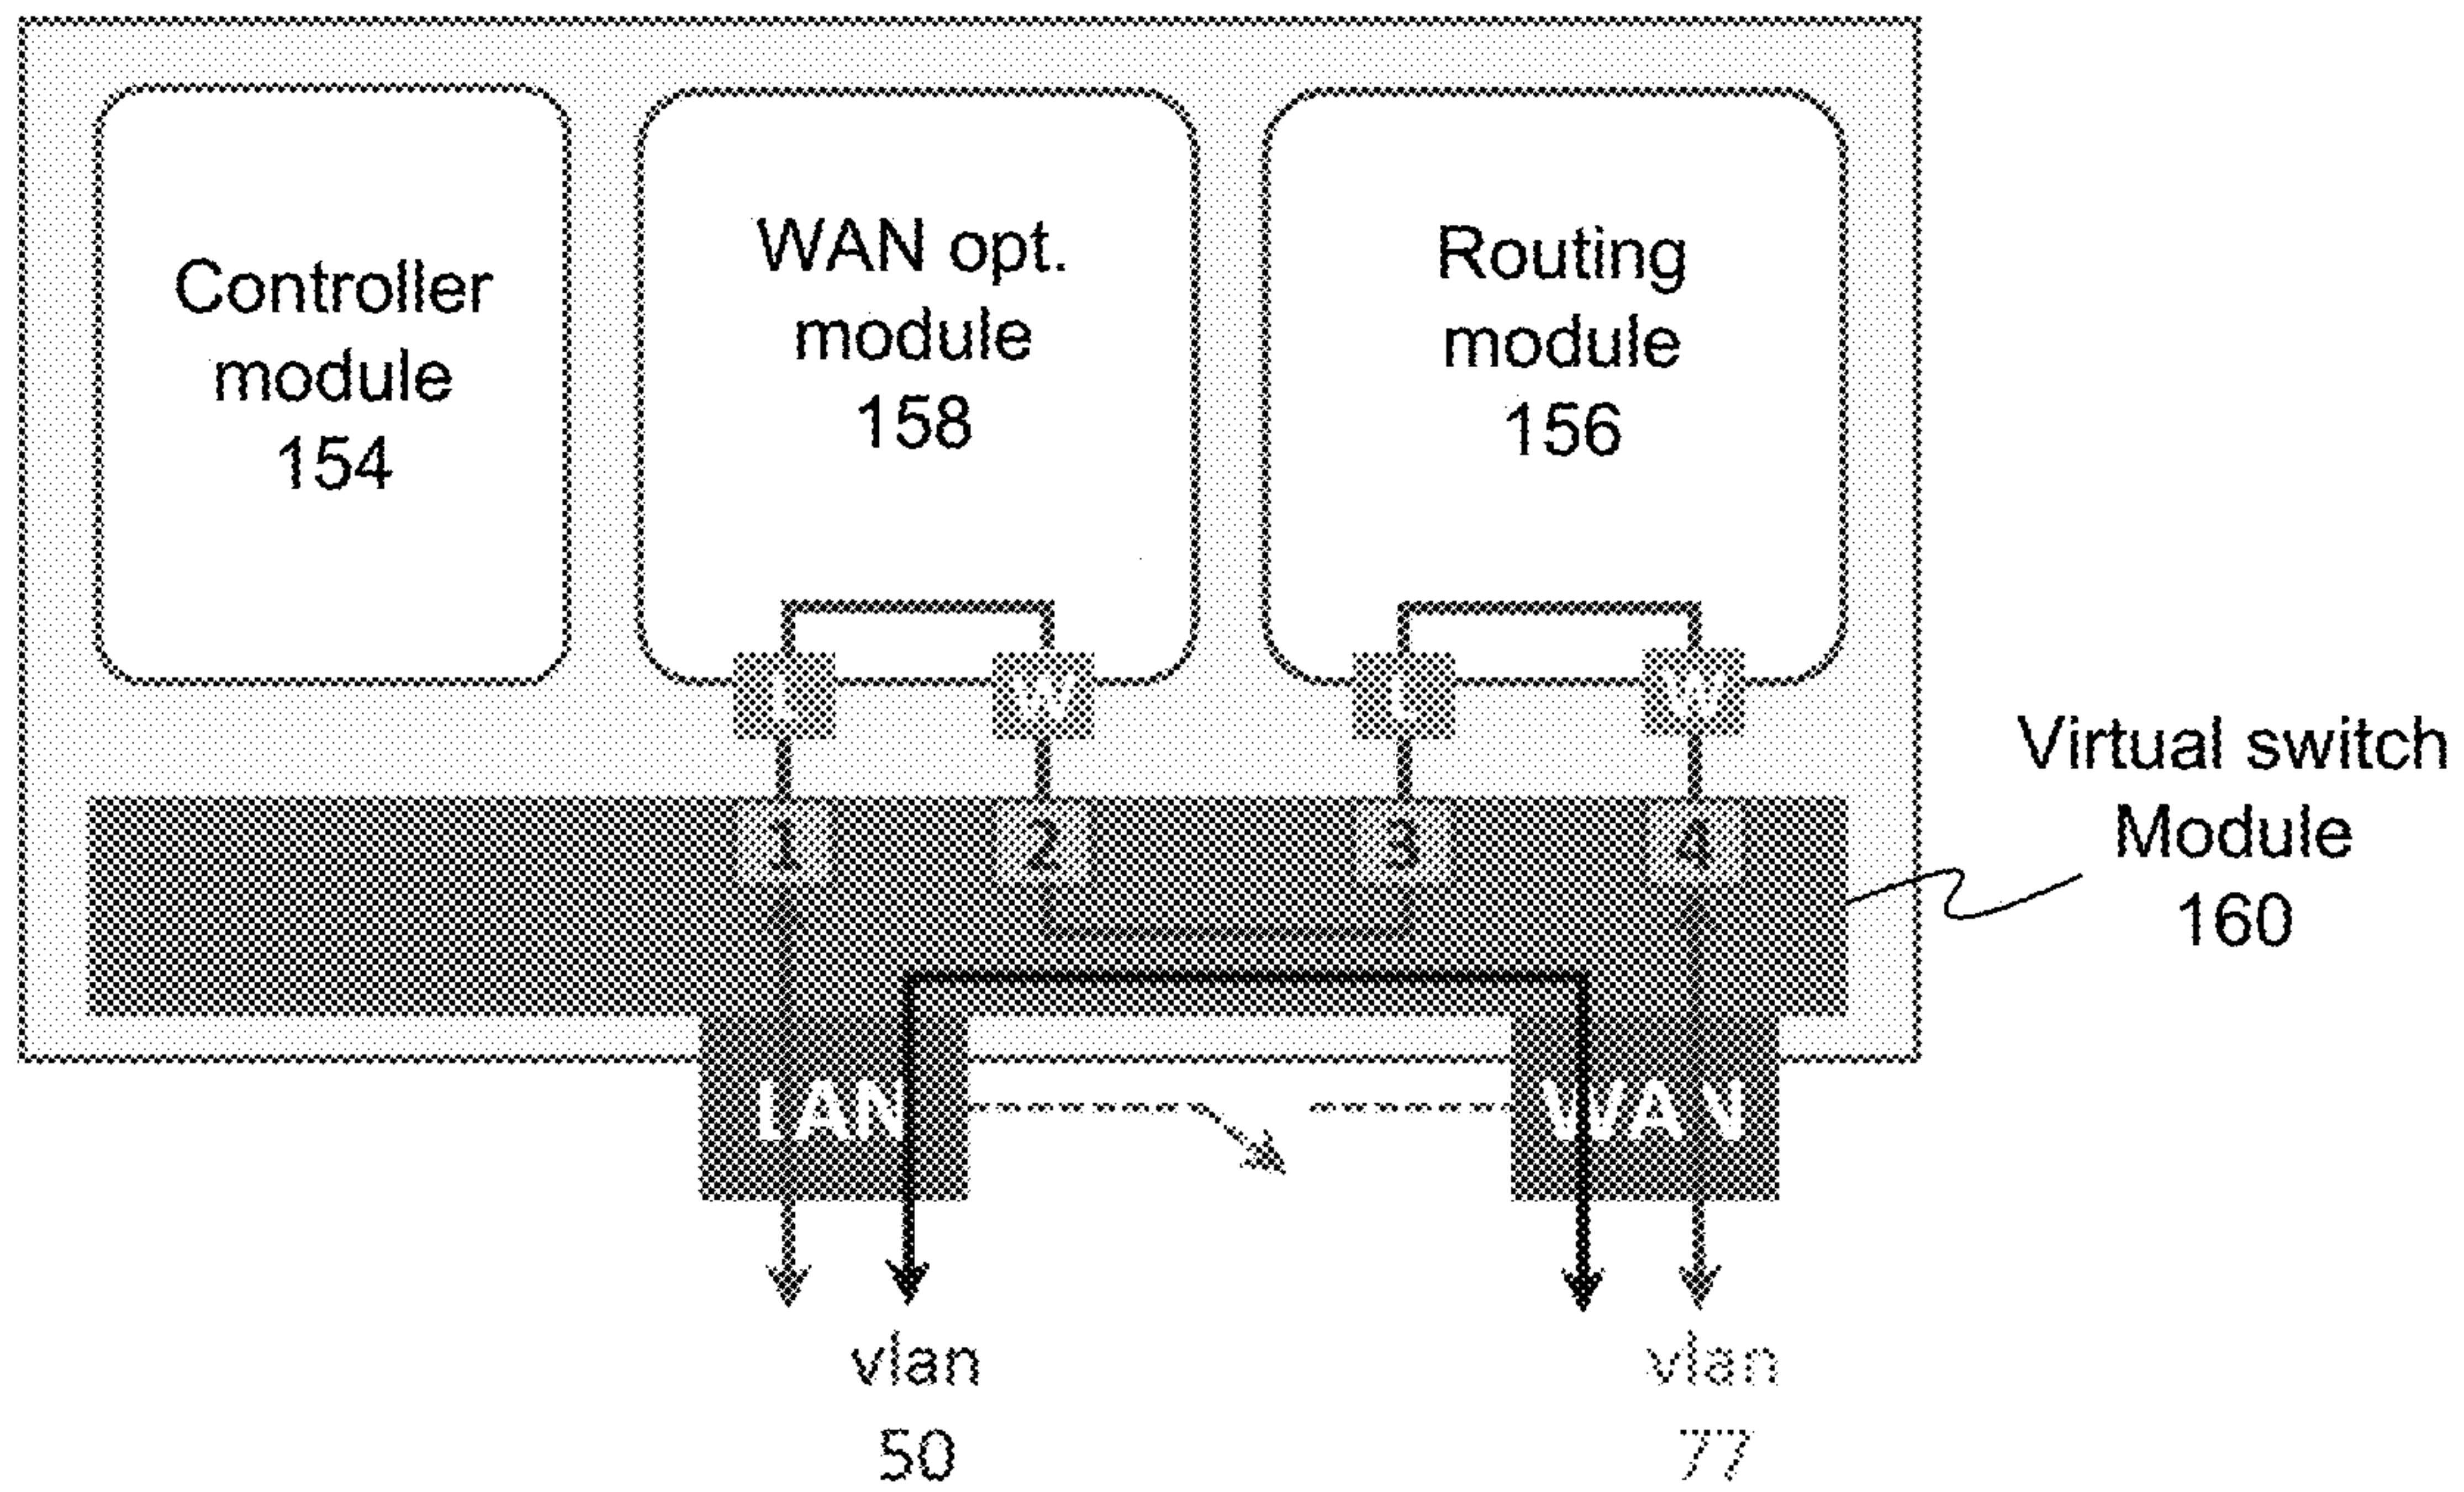 Controller
module
154
WAN opt.
module
158
Routing
module
156
L
W
L
W
1
2
3
4
Virtual switch
Module
160
LAN
WAN
vlan
50
vlan
77